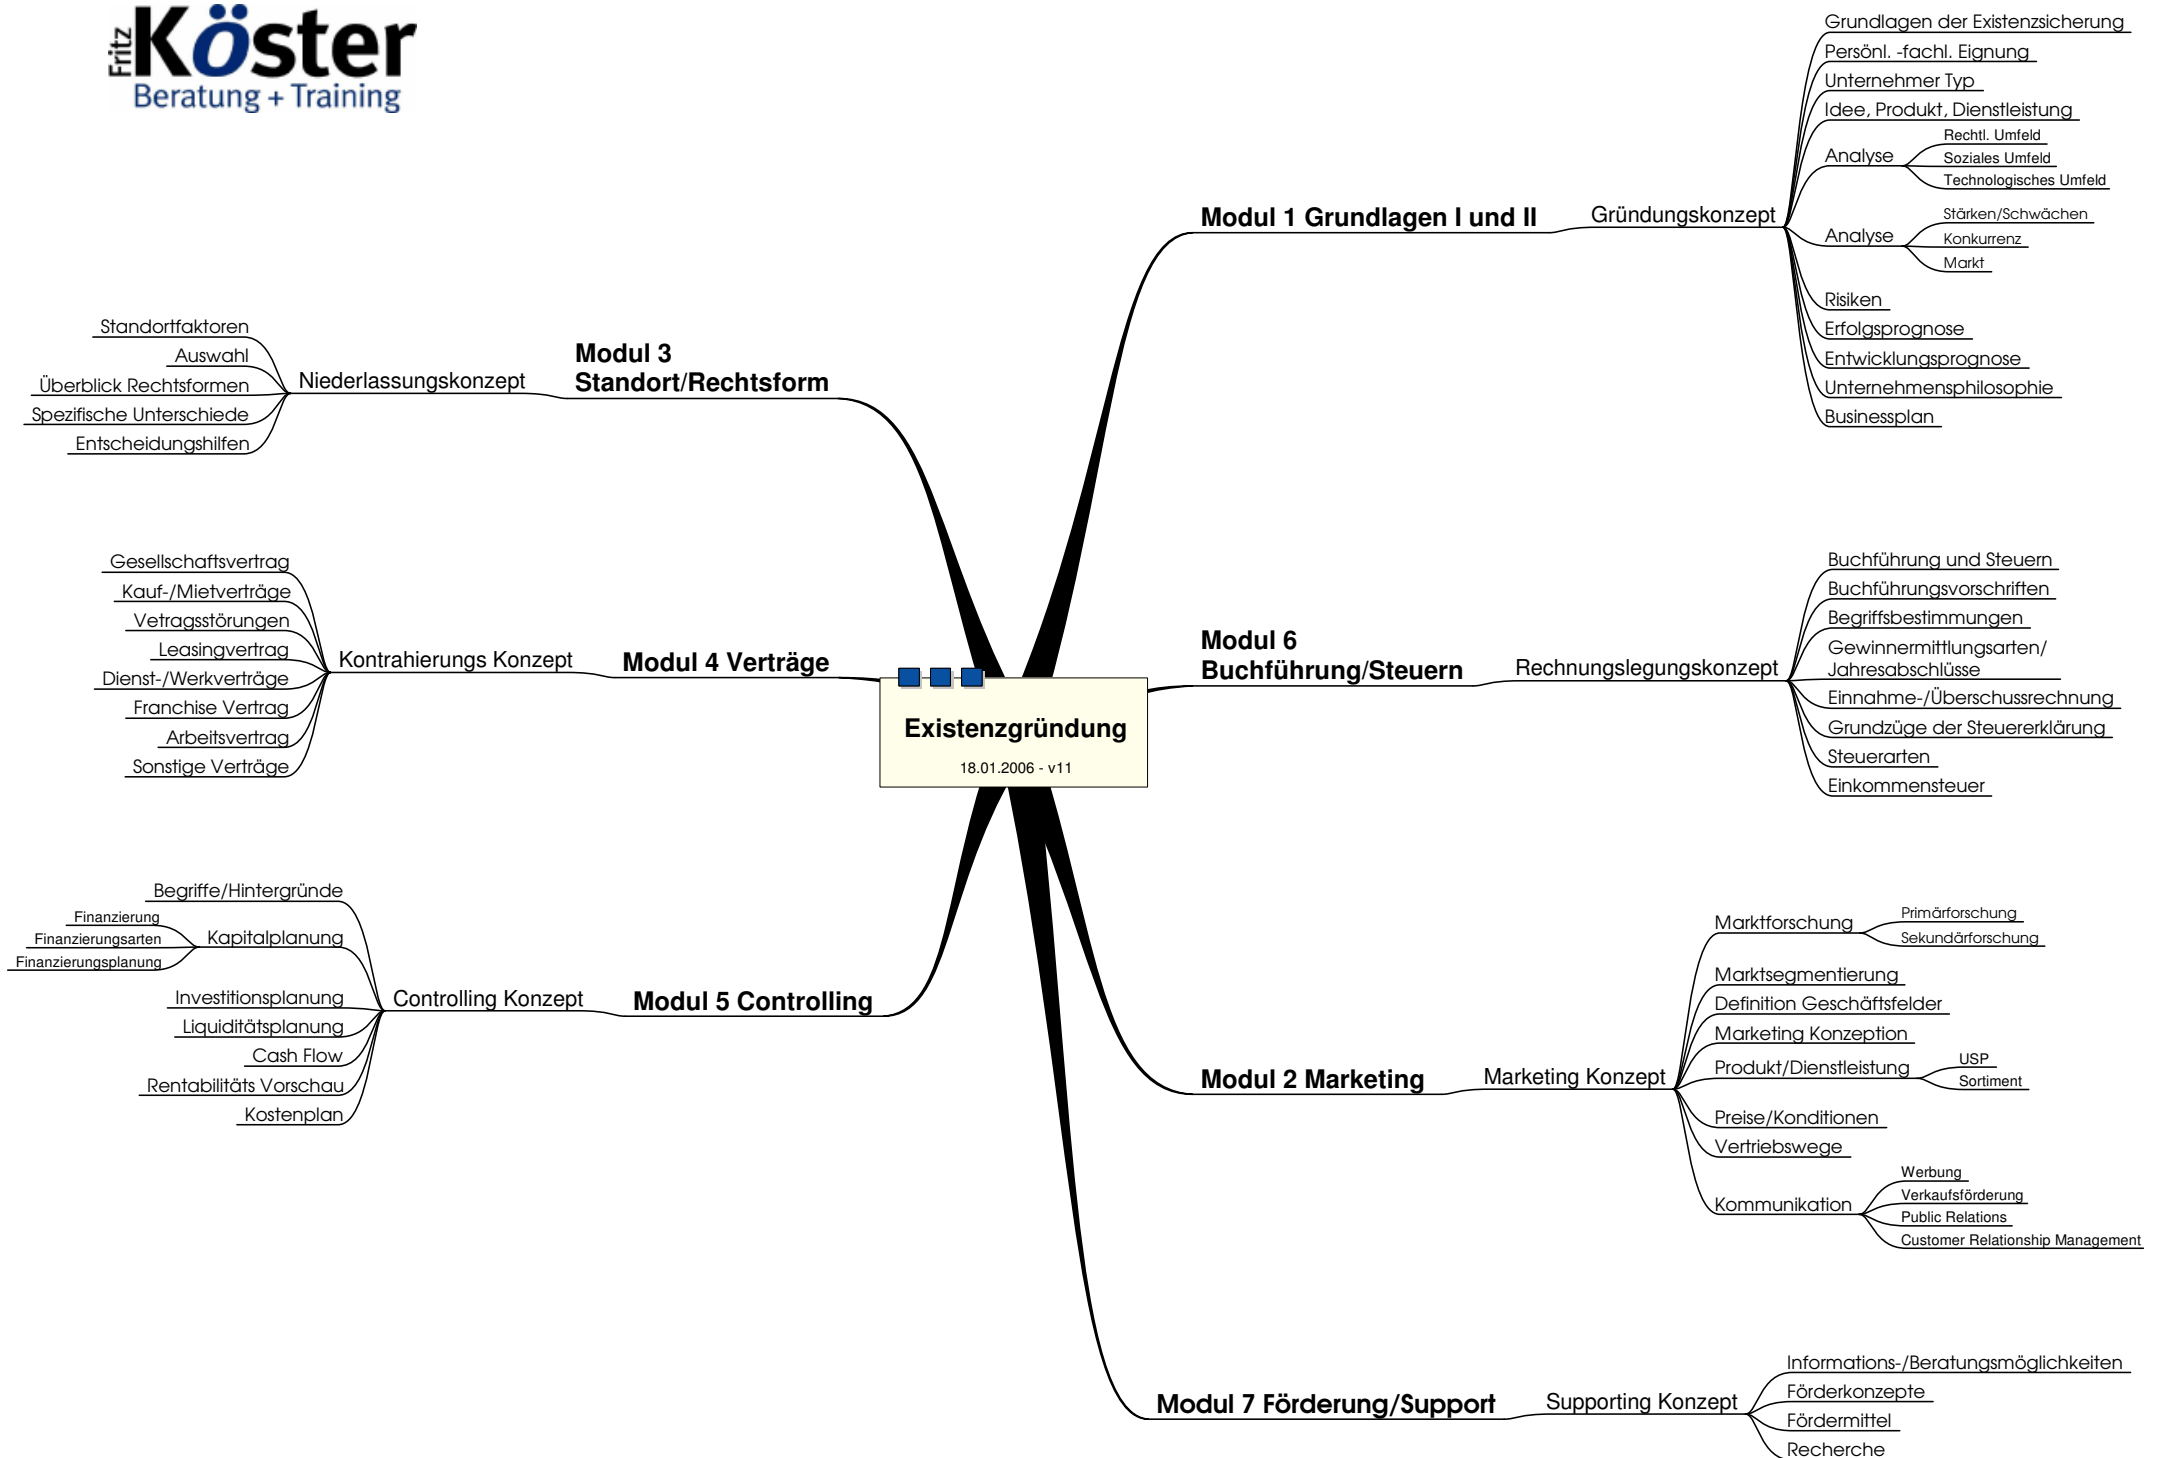 Fritz
Köster
Beratung + Training
Existenzgründung
18.01.2006 - v11
Modul 1 Grundlagen I und II
Gründungskonzept
Grundlagen der Existenzsicherung
Persönl. -fachl. Eignung
Unternehmer Typ
Idee, Produkt, Dienstleistung
Analyse
Rechtl. Umfeld
Soziales Umfeld
Technologisches Umfeld
Analyse
Stärken/Schwächen
Konkurrenz
Markt
Risiken
Erfolgsprognose
Entwicklungsprognose
Unternehmensphilosophie
Businessplan
Modul 6
Buchführung/Steuern
Rechnungslegungskonzept
Buchführung und Steuern
Buchführungsvorschriften
Begriffsbestimmungen
Gewinnermittlungsarten/
Jahresabschlüsse
Einnahme-/Überschussrechnung
Grundzüge der Steuererklärung
Steuerarten
Einkommensteuer
Modul 2 Marketing
Marketing Konzept
Marktforschung
Primärforschung
Sekundärforschung
Marktsegmentierung
Definition Geschäftsfelder
Marketing Konzeption
Produkt/Dienstleistung
USP
Sortiment
Preise/Konditionen
Vertriebswege
Kommunikation
Werbung
Verkaufsförderung
Public Relations
Customer Relationship Management
Modul 7 Förderung/Support
Supporting Konzept
Informations-/Beratungsmöglichkeiten
Förderkonzepte
Fördermittel
Recherche
Modul 3
Standort/Rechtsform
Niederlassungskonzept
Standortfaktoren
Auswahl
Überblick Rechtsformen
Spezifische Unterschiede
Entscheidungshilfen
Modul 4 Verträge
Kontrahierungs Konzept
Gesellschaftsvertrag
Kauf-/Mietverträge
Vetragsstörungen
Leasingvertrag
Dienst-/Werkverträge
Franchise Vertrag
Arbeitsvertrag
Sonstige Verträge
Modul 5 Controlling
Controlling Konzept
Begriffe/Hintergründe
Kapitalplanung
Finanzierung
Finanzierungsarten
Finanzierungsplanung
Investitionsplanung
Liquiditätsplanung
Cash Flow
Rentabilitäts Vorschau
Kostenplan